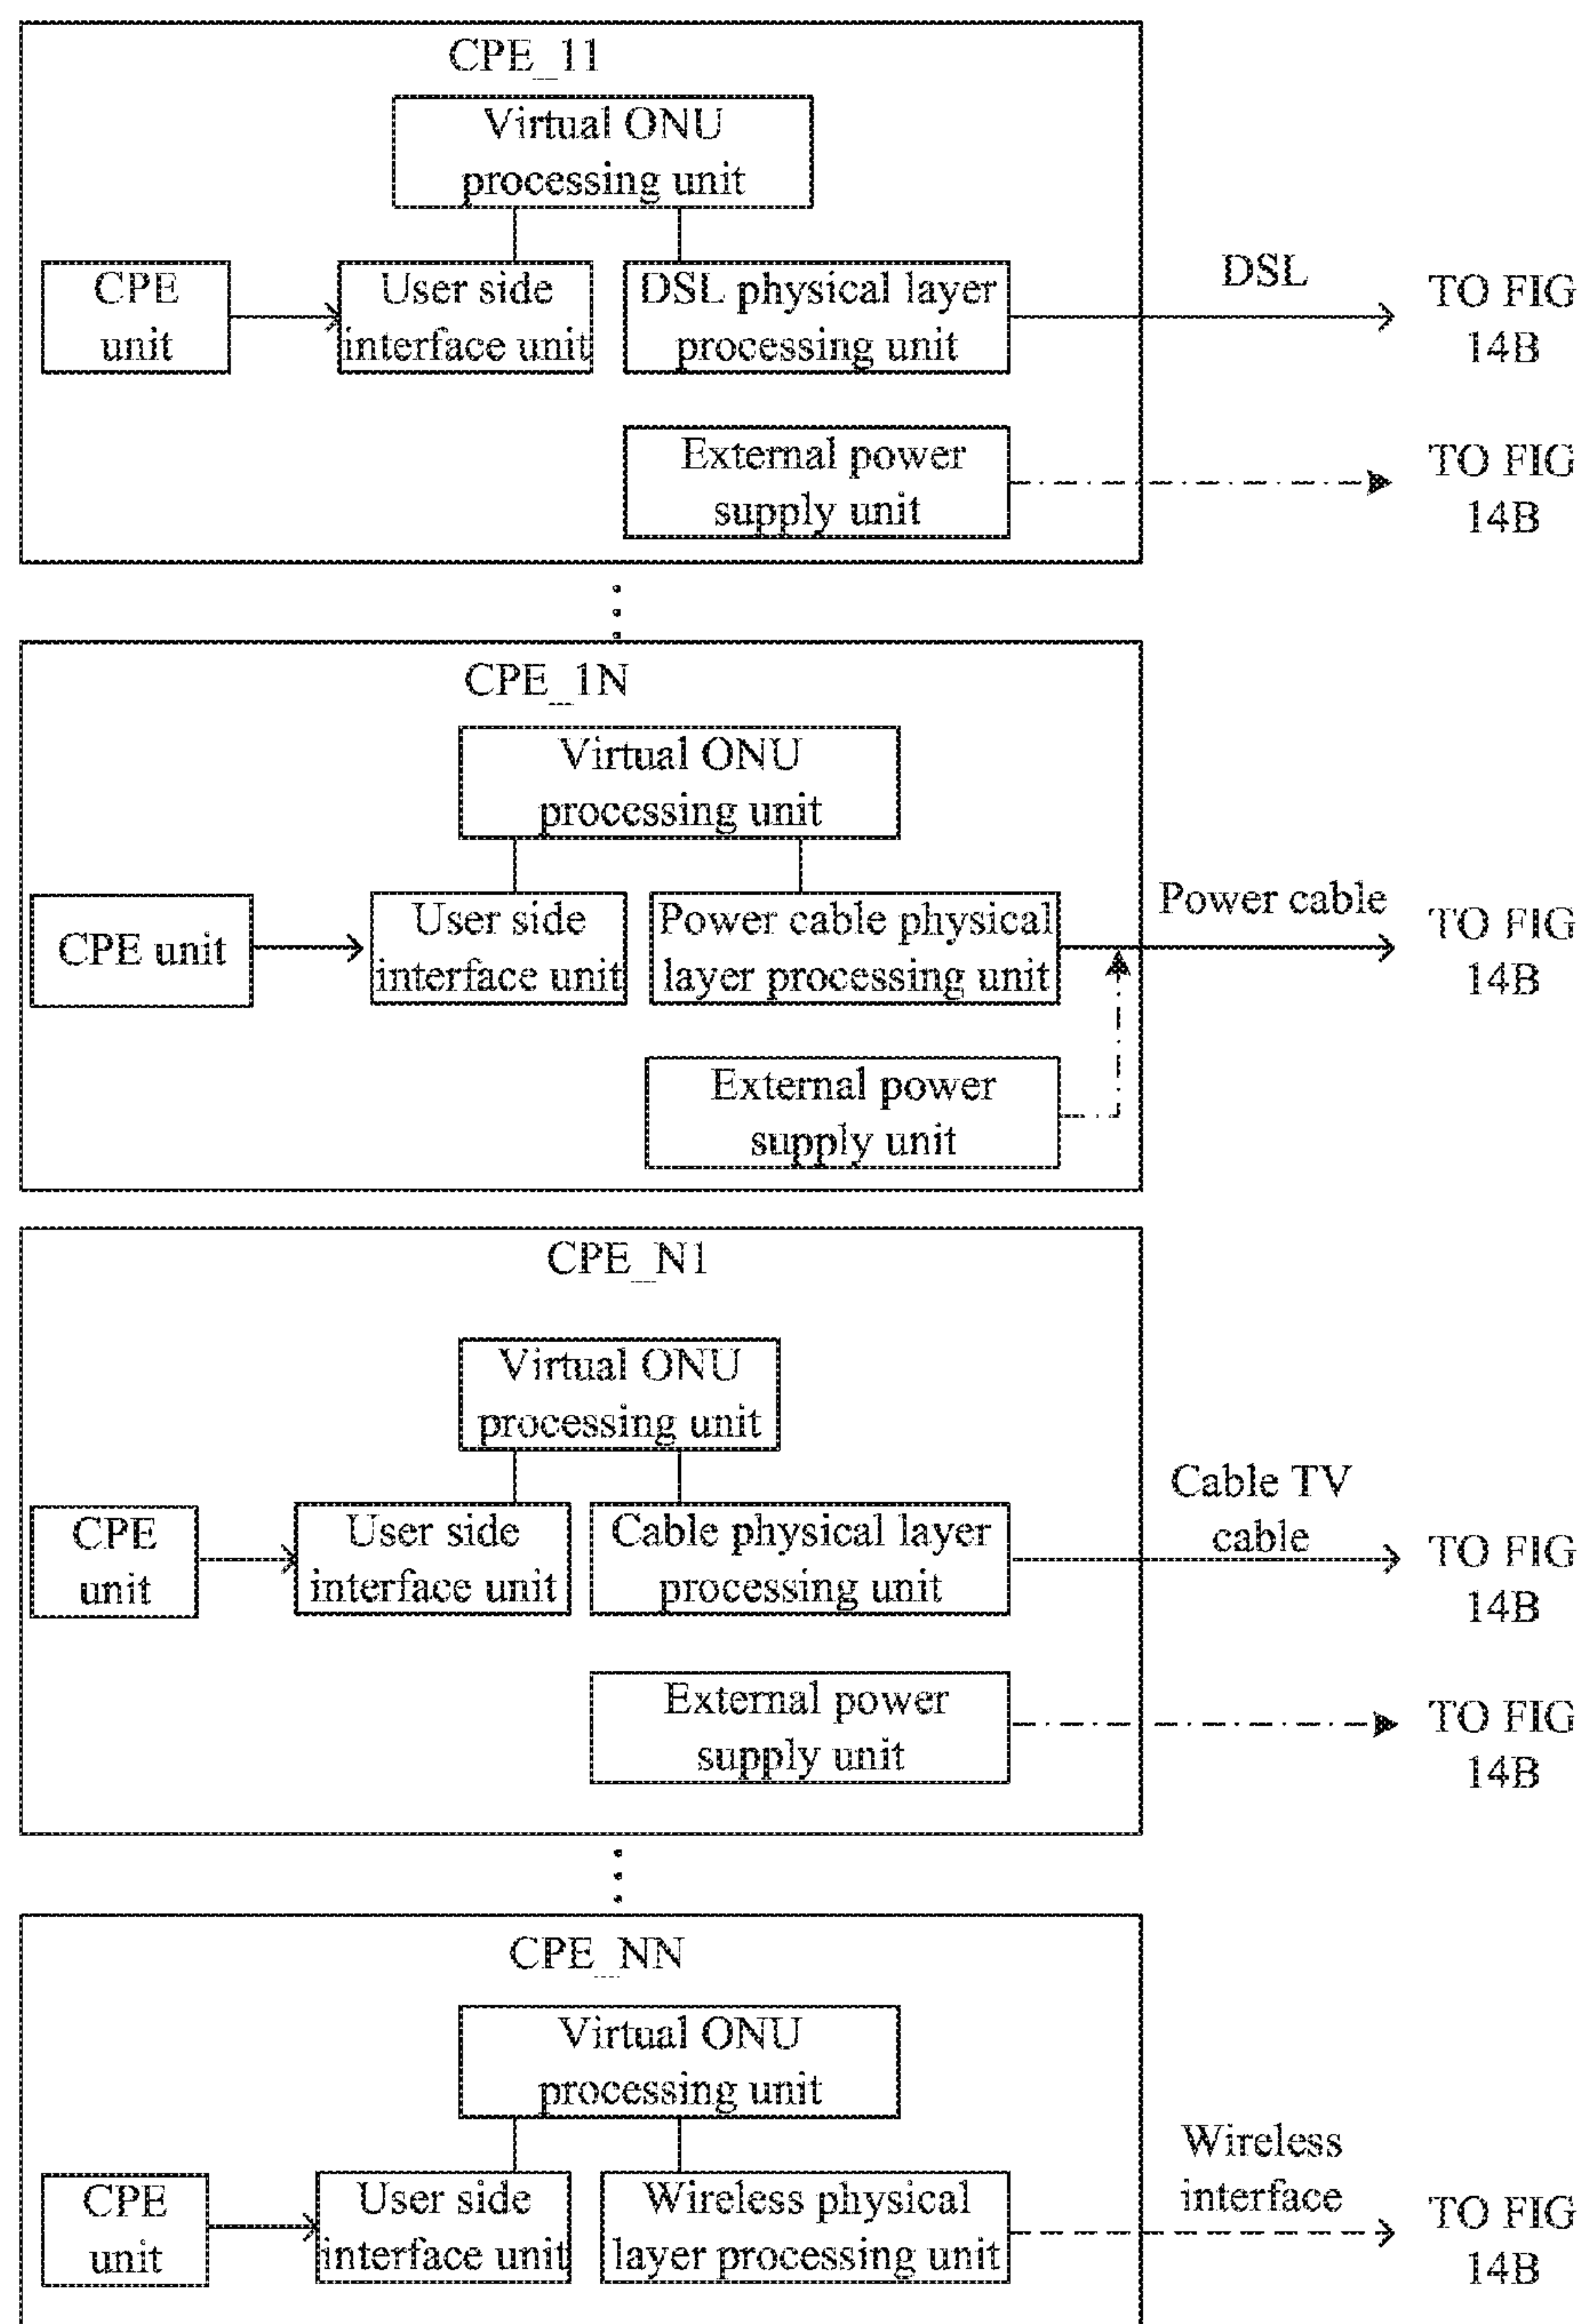 CPE_11
Virtual ONU
processing unit
CPE
unit
User side
interface unit
DSL physical layer
processing unit
DSL
TO FIG
14B
External power
supply unit
TO FIG
14B
CPE_1N
Virtual ONU
processing unit
CPE unit
User side
interface unit
Power cable physical
layer processing unit
Power cable
TO FIG
14B
External power
supply unit
CPE_N1
Virtual ONU
processing unit
CPE
unit
User side
interface unit
Cable physical layer
processing unit
Cable TV
cable
TO FIG
14B
External power
supply unit
TO FIG
14B
CPE_NN
Virtual ONU
processing unit
CPE
unit
User side
interface unit
Wireless physical
layer processing unit
Wireless
interface
TO FIG
14B